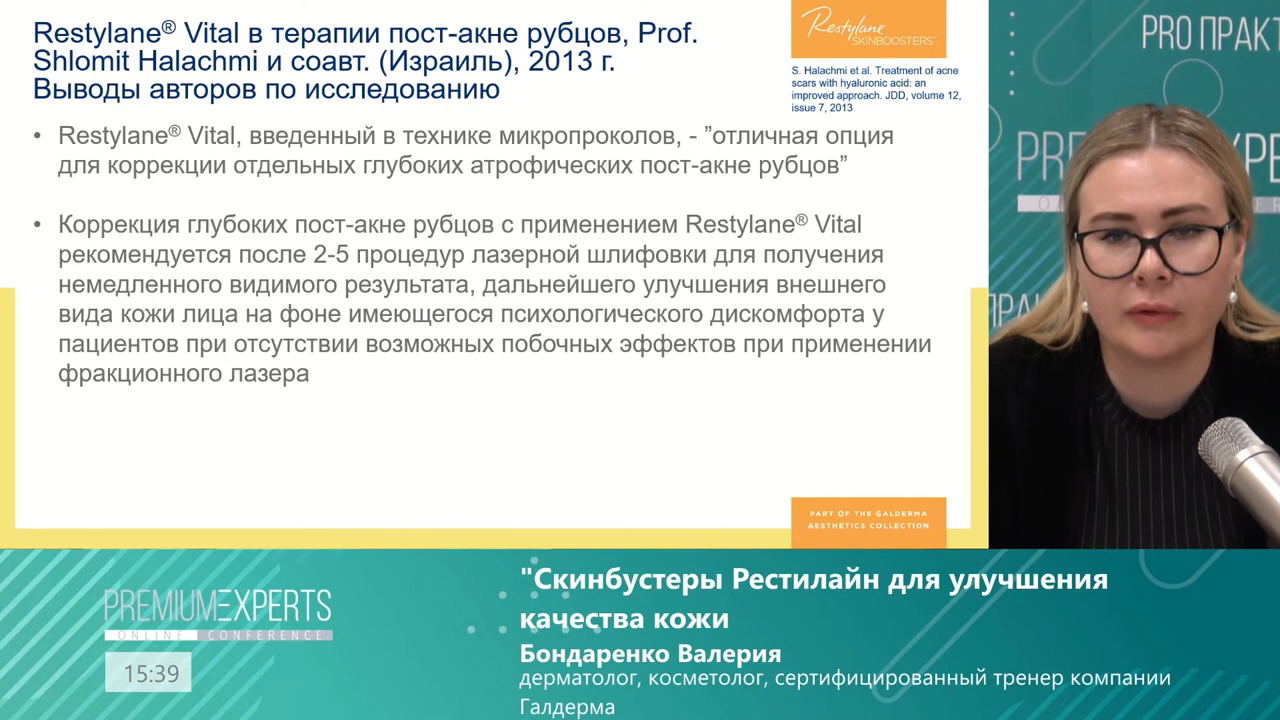 Restylane® Vital в терапии пост-акне рубцов, Prof.
Shlomit Halachmi и соавт. (Израиль), 2013 г.
Выводы авторов по исследованию
Restylane
SKINBOOSTERS™
S. Halachmi et al. Treatment of acne
scars with hyaluronic acid: an
improved approach. JDD, volume 12,
issue 7, 2013
• Restylane® Vital, введенный в технике микропроколов, - ”отличная опция
для коррекции отдельных глубоких атрофических пост-акне рубцов”
• Коррекция глубоких пост-акне рубцов с применением Restylane® Vital
рекомендуется после 2-5 процедур лазерной шлифовки для получения
немедленного видимого результата, дальнейшего улучшения внешнего
вида кожи лица на фоне имеющегося психологического дискомфорта у
пациентов при отсутствии возможных побочных эффектов при применении
фракционного лазера
PART OF THE GALDERMA
AESTHETICS COLLECTION
PRO ПРАКТ
PREMIUMEXPERTS
ONLINE CONFERENCE
15:39
"Скинбустеры Рестилайн для улучшения
качества кожи
Бондаренко Валерия
дерматолог, косметолог, сертифицированный тренер компании
Галдерма